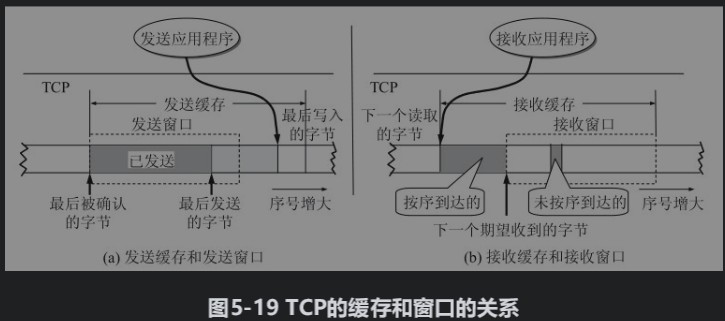 发送应用程序
TCP
发送缓存
发送窗口
最后写入
的字节
已发送
最后被确认
的字节
最后发送
的字节
序号增大
(a) 发送缓存和发送窗口
接收应用程序
TCP
下一个读取
的字节
接收缓存
接收窗口
按序到达的
未按序到达的
序号增大
下一个期望收到的字节
(b) 接收缓存和接收窗口
图5-19 TCP的缓存和窗口的关系